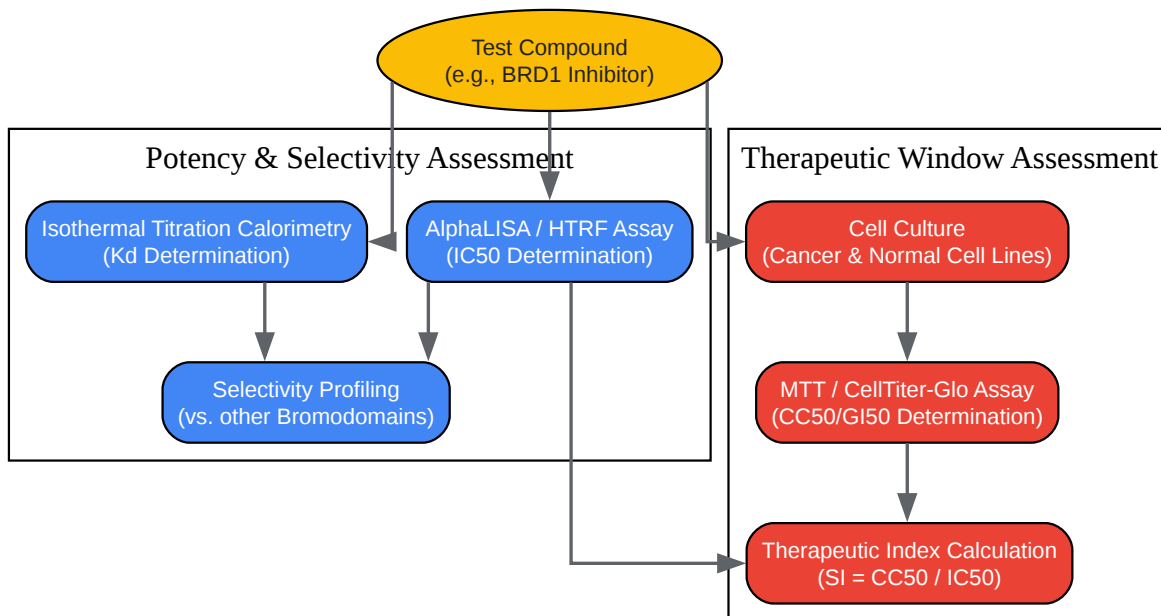 Test Compound
(e.g., BRD1 Inhibitor)
Potency & Selectivity Assessment
Therapeutic Window Assessment
Isothermal Titration Calorimetry
(Kd Determination)
AlphaLISA / HTRF Assay
(IC50 Determination)
Cell Culture
(Cancer & Normal Cell Lines)
Selectivity Profiling
(vs. other Bromodomains)
MTT / CellTiter-Glo Assay
(CC50/GI50 Determination)
Therapeutic Index Calculation
(SI = CC50 / IC50)